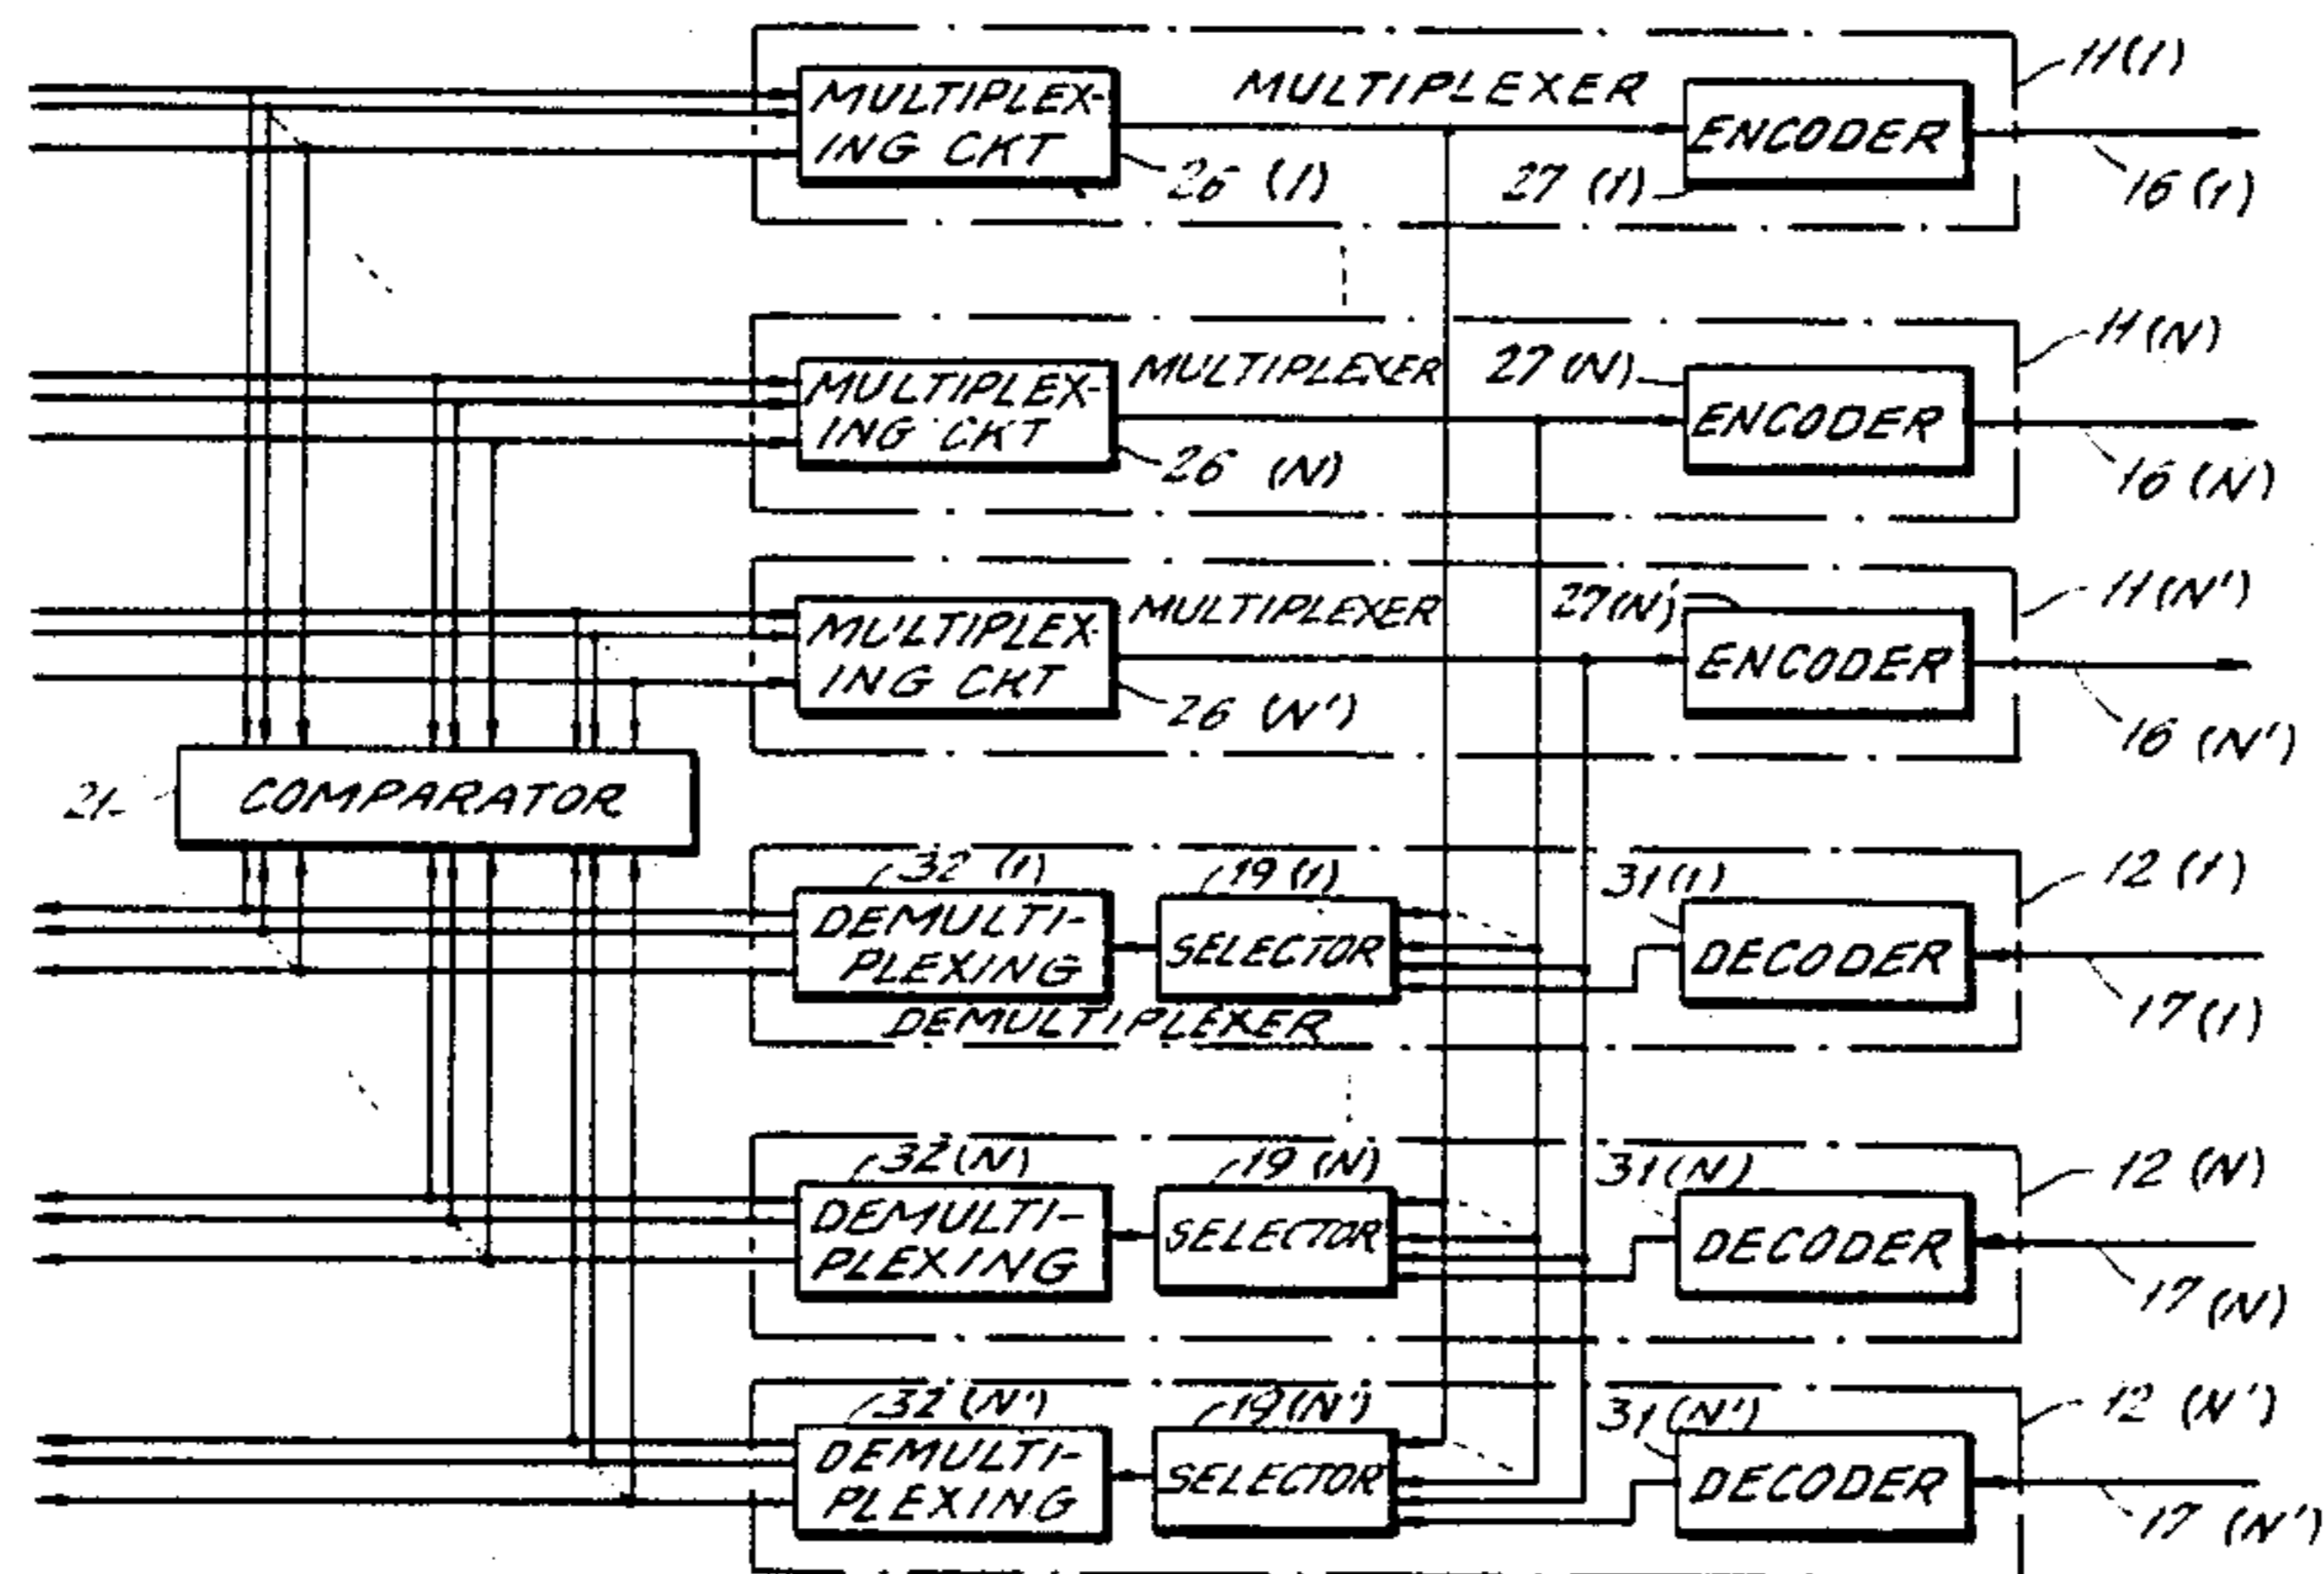 11(1)
MULTIPLEX-
ING CKT
MULTIPLEXER
ENCODER
26 (1)
27 (1)
16 (1)
11(N)
MULTIPLEX-
ING CKT
MULTIPLEXER
27 (N)
ENCODER
26 (N)
16 (N)
11(N')
MULTIPLEX-
ING CKT
MULTIPLEXER
27(N')
ENCODER
26 (N')
16 (N')
21
COMPARATOR
32 (1)
19 (1)
31(1)
12 (1)
DEMULTI-
PLEXING
SELECTOR
DECODER
DEMULTIPLEXER
17(1)
32(N)
19 (N)
31(N)
12 (N)
DEMULTI-
PLEXING
SELECTOR
DECODER
17 (N)
32 (N')
19(N')
31(N')
12 (N')
DEMULTI-
PLEXING
SELECTOR
DECODER
17 (N')